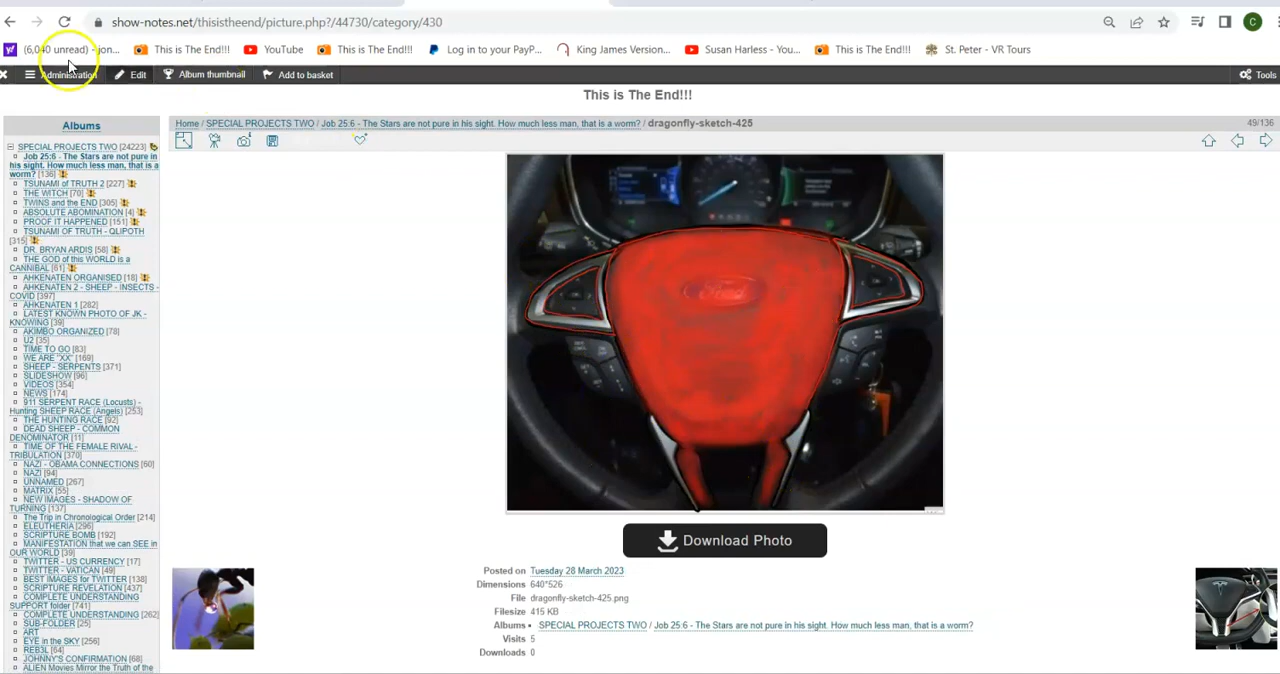 show-notes.net/thisistheend/picture.php?/44730/category/430
(6,040 unread) - jon...
This is The End!!!
YouTube
This is The End!!!
Log in to your PayP...
King James Version...
Susan Harless - You...
This is The End!!!
St. Peter - VR Tours
Administration
Edit
Album thumbnail
Add to basket
Tools
This is The End!!!
Albums
Home / SPECIAL PROJECTS TWO / Job 25:6 - The Stars are not pure in his sight. How much less man, that is a worm? / dragonfly-sketch-425
49/136
SPECIAL PROJECTS TWO [24223]
Job 25:6 - The Stars are not pure in
his sight. How much less man, that is a
worm? [136]
TSUNAMI of TRUTH 2 [227]
THE WITCH [70]
TWINS and the END [305]
ABSOLUTE ABOMINATION [4]
PROOF IT HAPPENED [151]
TSUNAMI OF TRUTH - QLIPOTH
[315]
DR. BRYAN ARDIS [58]
THE GOD of this WORLD is a
CANNIBAL [61]
AHKENATEN ORGANISED [18]
AHKENATEN 2 - SHEEP - INSECTS -
COVID [397]
AHKENATEN 1 [282]
LATEST KNOWN PHOTO OF JK -
KNOWING [39]
AKIMBO ORGANIZED [78]
U2 [35]
TIME TO GO [83]
WE ARE "XX" [169]
SHEEP - SERPENTS [371]
SLIDESHOW [96]
VIDEOS [354]
NEWS [174]
911 SERPENT RACE (Locusts) -
Hunting SHEEP RACE (Angels) [253]
THE HUNTING RACE [92]
DEAD SHEEP - COMMON
DENOMINATOR [11]
TIME OF THE FEMALE RIVAL -
TRIBULATION [370]
NAZI - OBAMA CONNECTIONS [60]
NAZI [94]
UNNAMED [267]
MATRIX [55]
NEW IMAGES - SHADOW OF
TURNING [137]
The Trip in Chronological Order [214]
ELEUTHERIA [296]
SCRIPTURE BOMB [192]
MANIFESTATION that we can SEE in
OUR WORLD [39]
TWITTER - US CURRENCY [17]
TWITTER - VATICAN [49]
BEST IMAGES for TWITTER [138]
SCRIPTURE REVELATION [437]
COMPLETE UNDERSTANDING
SUPPORT folder [741]
COMPLETE UNDERSTANDING [262]
SUB-FOLDER [25]
ART
EYE in the SKY [256]
REB3L [64]
JOHNNY'S CONFIRMATION [68]
ALIEN Movies Mirror the Truth of the
Ford
Download Photo
Posted on Tuesday 28 March 2023
Dimensions 640*526
File dragonfly-sketch-425.png
Filesize 415 KB
Albums SPECIAL PROJECTS TWO / Job 25:6 - The Stars are not pure in his sight. How much less man, that is a worm?
Visits 5
Downloads 0